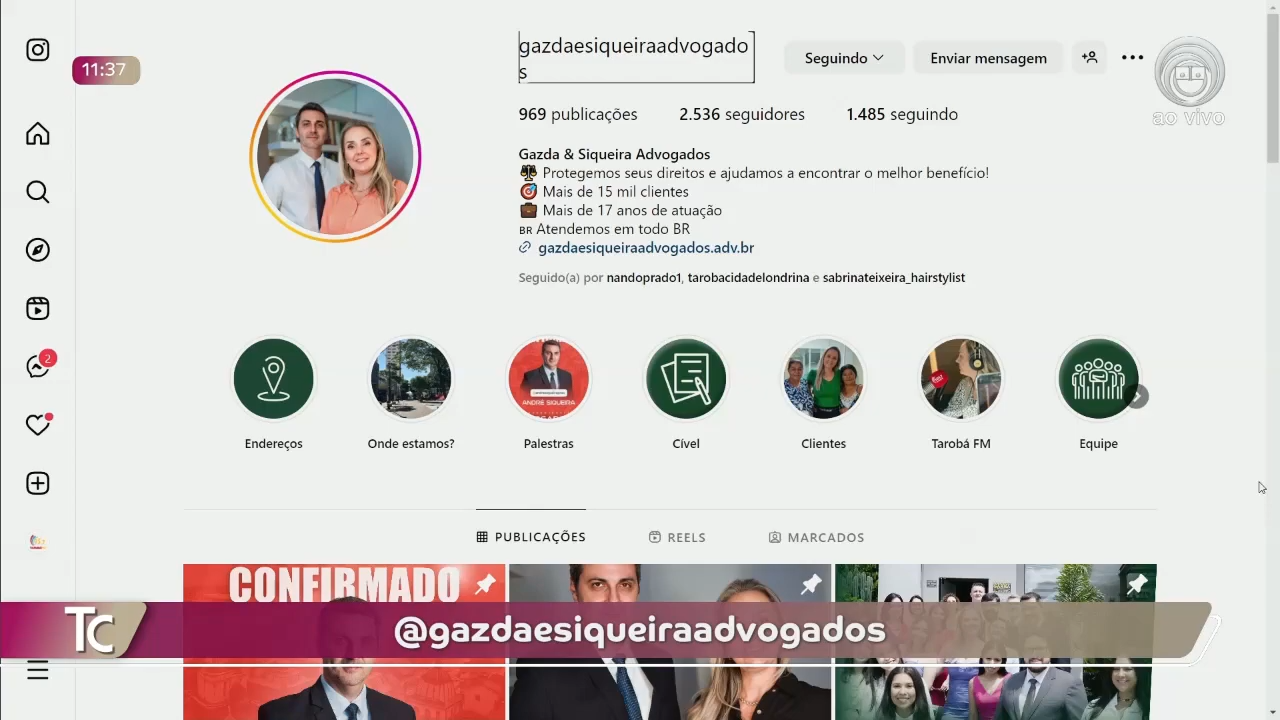 11:37
gazdaesiqueiraadvogado
s
Seguindo
Enviar mensagem
ao vivo
969 publicações 2.536 seguidores 1.485 seguindo
Gazda & Siqueira Advogados
Protegemos seus direitos e ajudamos a encontrar o melhor benefício!
Mais de 15 mil clientes
Mais de 17 anos de atuação
BR Atendemos em todo BR
gazdaesiqueiraadvogados.adv.br
Seguido(a) por nandoprado1, tarobacidadelondrina e sabrinateixeira_hairstylist
2
ANDRÉ SIQUEIRA
Endereços Onde estamos? Palestras Cível Clientes Tarobá FM Equipe
PUBLICAÇÕES REELS MARCADOS
CONFIRMADO
Tc
@gazdaesiqueiraadvogados